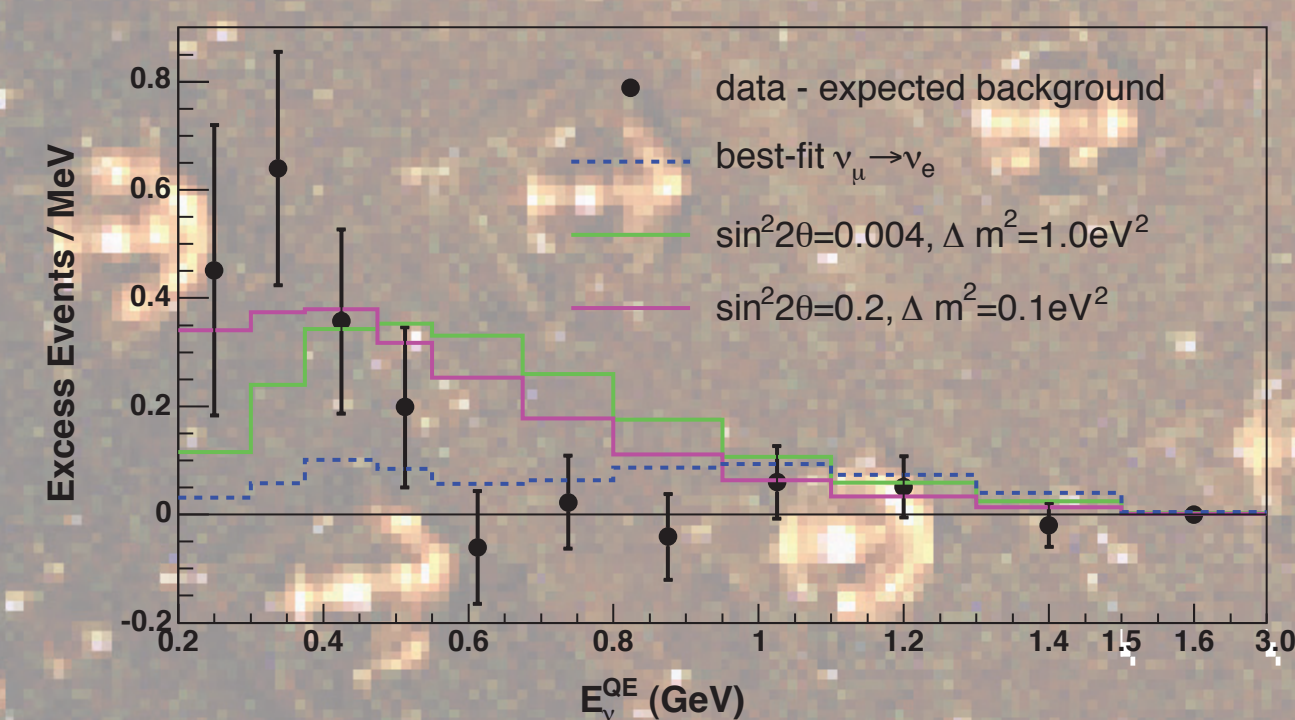 data - expected background
best-fit νμ→νe
sin²2θ=0.004, Δ m²=1.0eV²
sin²2θ=0.2, Δ m²=0.1eV²
Excess Events / MeV
0.8
0.6
0.4
0.2
0
-0.2
0.2 0.4 0.6 0.8 1 1.2 1.4 1.5 1.6 3.0
EνQE (GeV)